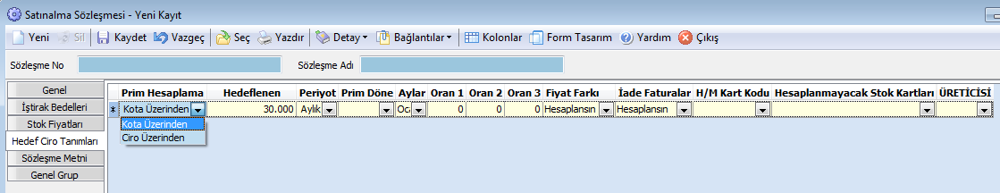 Satınalma Sözleşmesi - Yeni Kayıt
Yeni Sil Kaydet Vazgeç Seç Yazdır Detay Bağlantılar Kolonlar Form Tasarım Yardım Çıkış
Sözleşme No Sözleşme Adı
Genel
İştirak Bedelleri
Stok Fiyatları
Hedef Ciro Tanımları
Sözleşme Metni
Genel Grup
Prim Hesaplama Hedeflenen Periyot Prim Döne Aylar Oran 1 Oran 2 Oran 3 Fiyat Farkı İade Faturalar H/M Kart Kodu Hesaplanmayacak Stok Kartları ÜRETİCİSİ
* Kota Üzerinden 30.000 Aylık Oca 0 0 0 Hesaplansın Hesaplansın
Kota Üzerinden
Ciro Üzerinden